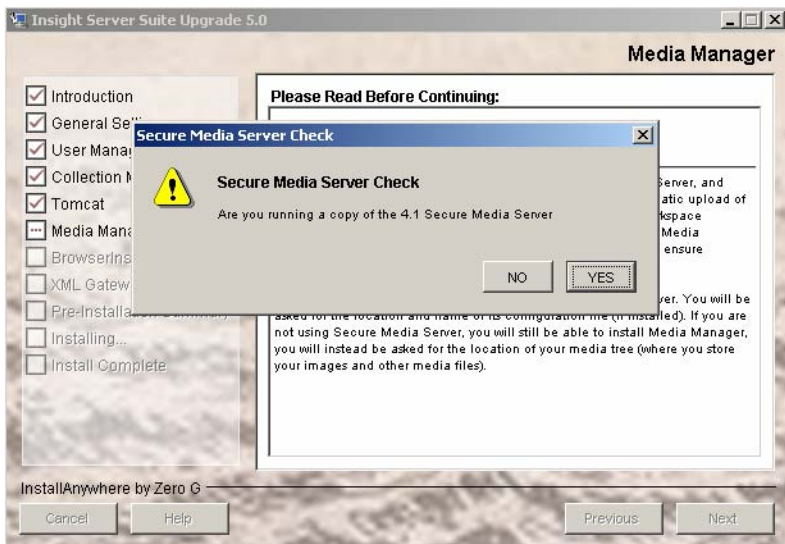 Insight Server Suite Upgrade 5.0
Media Manager
Introduction
General Se
User Mana
Collection M
Tomcat
Media Mana
BrowserIns
XML Gatew
Pre-Installa
Installing...
Install Complete
Please Read Before Continuing:
Secure Media Server Check
Secure Media Server Check
Are you running a copy of the 4.1 Secure Media Server
NO
YES
Server, and
atic upload of
kspace
Media
ensure
ver. You will be
asked for the location and name of its configuration file (if installed). If you are
not using Secure Media Server, you will still be able to install Media Manager,
you will instead be asked for the location of your media tree (where you store
your images and other media files).
InstallAnywhere by Zero G
Cancel
Help
Previous
Next